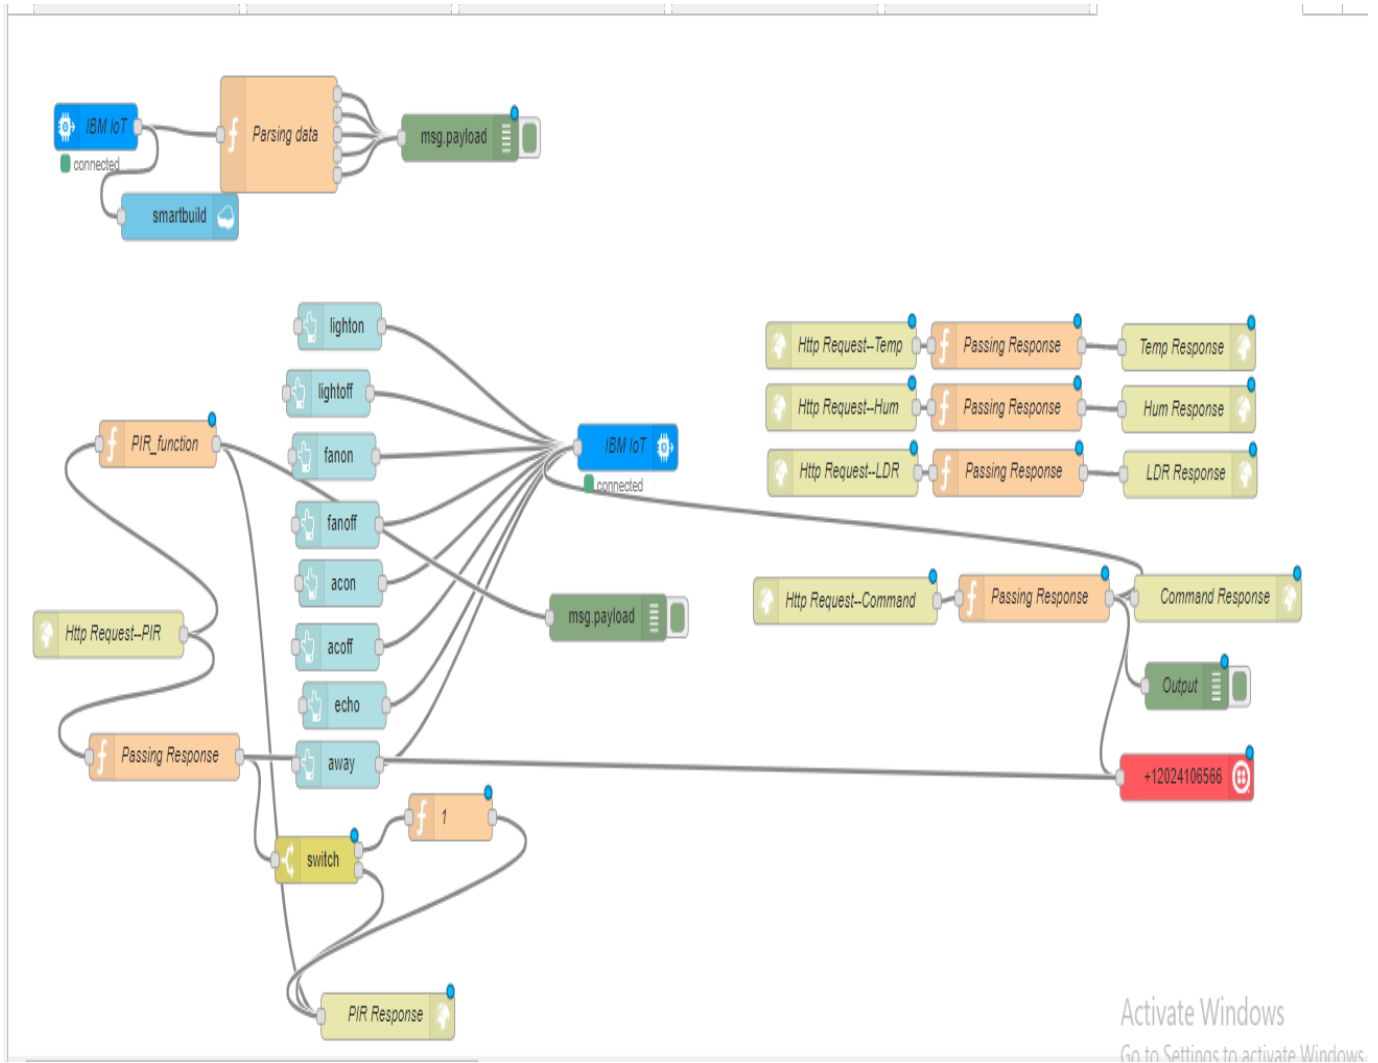 IBM IoT
connected
Parsing data
msg.payload
smartbuild
lighton
lightoff
fanon
fanoff
acon
acoff
echo
away
IBM IoT
connected
PIR_function
Http Request--PIR
Passing Response
switch
1
PIR Response
msg.payload
Http Request--Temp
Passing Response
Temp Response
Http Request--Hum
Passing Response
Hum Response
Http Request--LDR
Passing Response
LDR Response
Http Request--Command
Passing Response
Command Response
Output
+12024106566
Activate Windows
Go to Settings to activate Windows